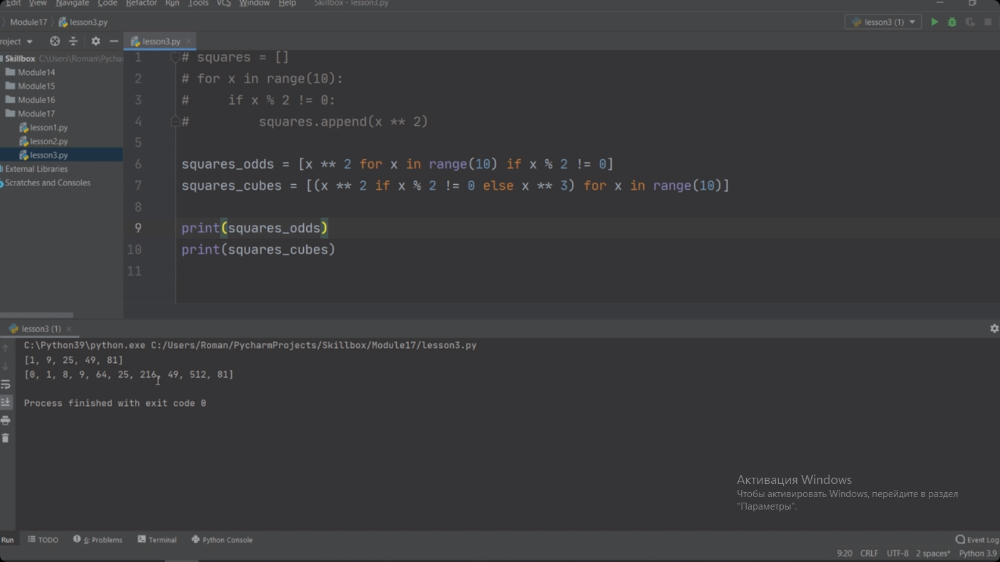 Edit View Navigate Code Refactor Run Tools VCS Window Help Skillbox - lesson3.py
Module17 lesson3.py lesson3 (1)
roject lesson3.py
Skillbox C:\Users\Roman\Pychar
Module14
Module15
Module16
Module17
lesson1.py
lesson2.py
lesson3.py
External Libraries
Scratches and Consoles
1 # squares = []
2 # for x in range(10):
3 #     if x % 2 != 0:
4 #         squares.append(x ** 2)
5
6 squares_odds = [x ** 2 for x in range(10) if x % 2 != 0]
7 squares_cubes = [(x ** 2 if x % 2 != 0 else x ** 3) for x in range(10)]
8
9 print(squares_odds)
10 print(squares_cubes)
11
lesson3 (1)
C:\Python39\python.exe C:/Users/Roman/PycharmProjects/Skillbox/Module17/lesson3.py
[1, 9, 25, 49, 81]
[0, 1, 8, 9, 64, 25, 216, 49, 512, 81]
Process finished with exit code 0
Активация Windows
Чтобы активировать Windows, перейдите в раздел
"Параметры".
Run TODO 6: Problems Terminal Python Console Event Log
9:20 CRLF UTF-8 2 spaces* Python 3.9